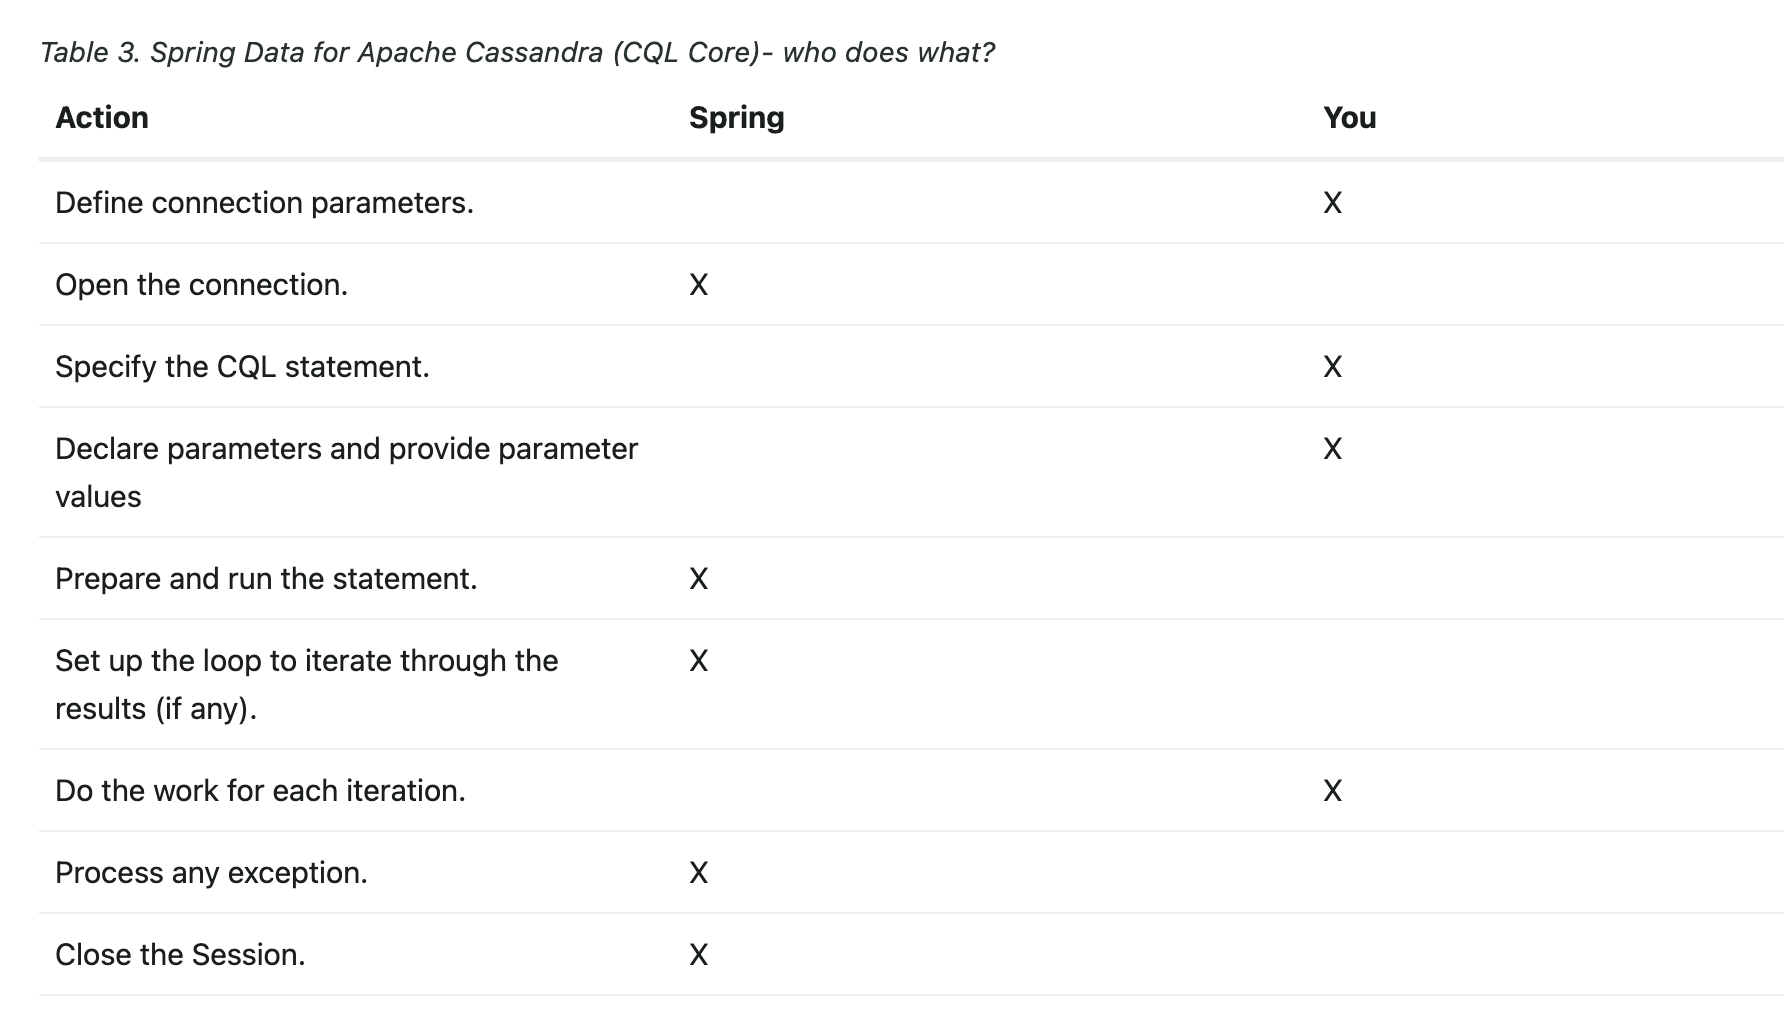 Table 3. Spring Data for Apache Cassandra (CQL Core)- who does what?
Action Spring You
Define connection parameters. X
Open the connection. X
Specify the CQL statement. X
Declare parameters and provide parameter X
values
Prepare and run the statement. X
Set up the loop to iterate through the X
results (if any).
Do the work for each iteration. X
Process any exception. X
Close the Session. X